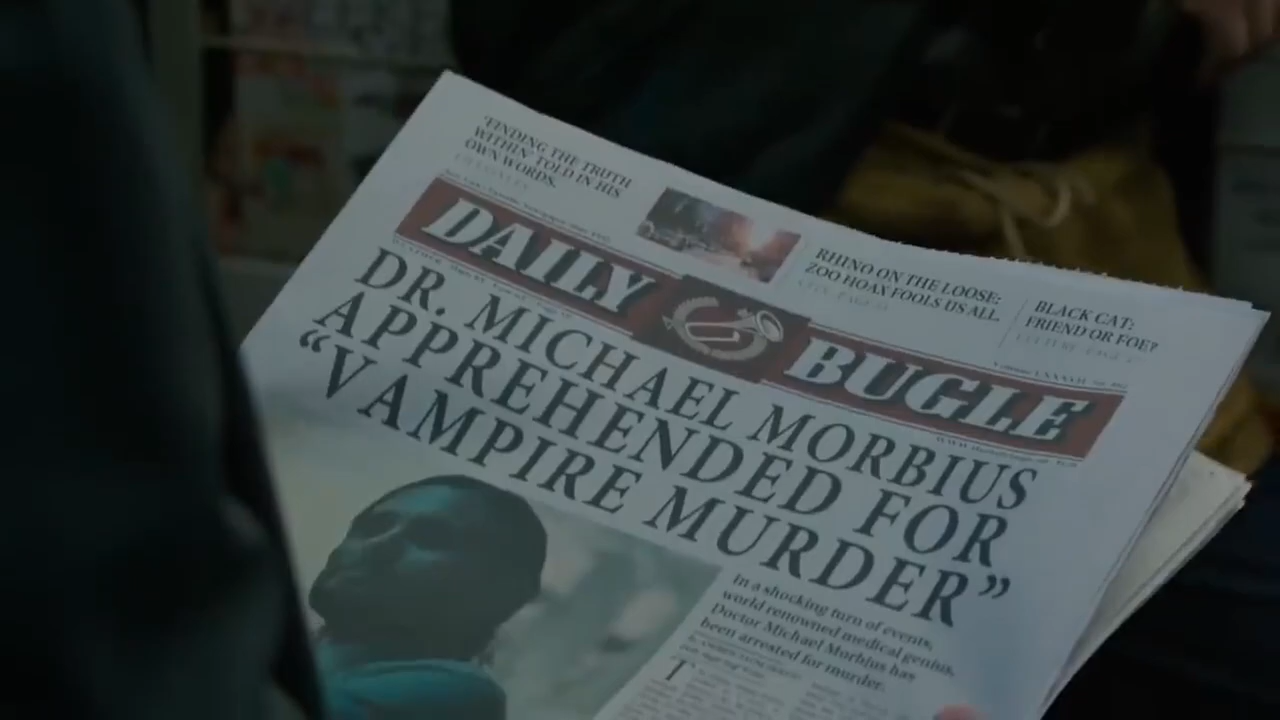 'FINDING THE TRUTH
WITHIN' TOLD IN HIS
OWN WORDS.
RHINO ON THE LOOSE:
ZOO HOAX FOOLS US ALL.
BLACK CAT:
FRIEND OR FOE?
DAILY BUGLE
DR. MICHAEL MORBIUS
APPREHENDED FOR
“VAMPIRE MURDER”
In a shocking turn of events,
world renowned medical genius,
Doctor Michael Morbius has
been arrested for murder.